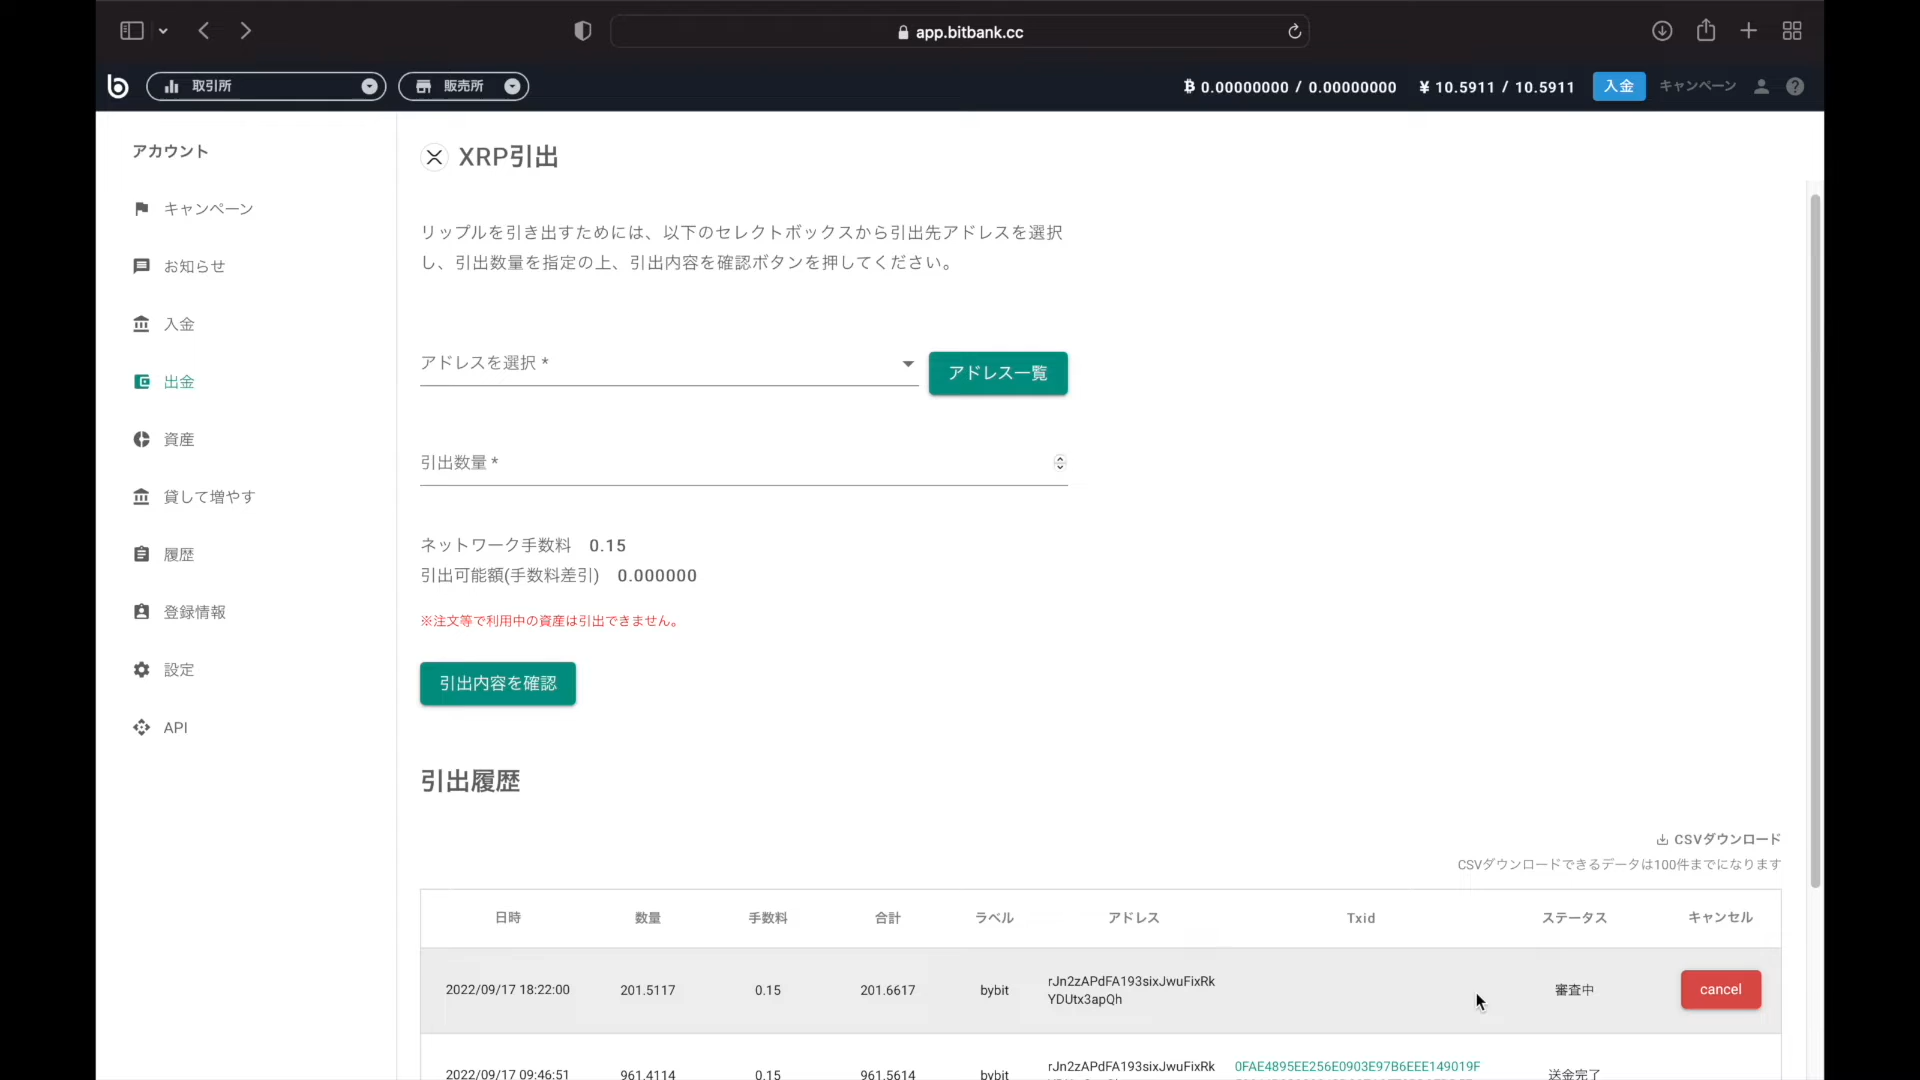 app.bitbank.cc
取引所
販売所
₿ 0.00000000 / 0.00000000
¥ 10.5911 / 10.5911
入金
キャンペーン
アカウント
キャンペーン
お知らせ
入金
出金
資産
貸して増やす
履歴
登録情報
設定
API
XRP引出
リップルを引き出すためには、以下のセレクトボックスから引出先アドレスを選択
し、引出数量を指定の上、引出内容を確認ボタンを押してください。
アドレスを選択 *
アドレス一覧
引出数量 *
ネットワーク手数料 0.15
引出可能額(手数料差引) 0.000000
※注文等で利用中の資産は引出できません。
引出内容を確認
引出履歴
CSVダウンロード
CSVダウンロードできるデータは100件までになります
日時 数量 手数料 合計 ラベル アドレス Txid ステータス キャンセル
2022/09/17 18:22:00 201.5117 0.15 201.6617 bybit rJn2zAPdFA193sixJwuFixRk
YDUtx3apQh
審査中 cancel
2022/09/17 09:46:51 961.4114 0.15 961.5614 bybit rJn2zAPdFA193sixJwuFixRk 0FAE4895EE256E0903E97B6EEE149019F 送金完了